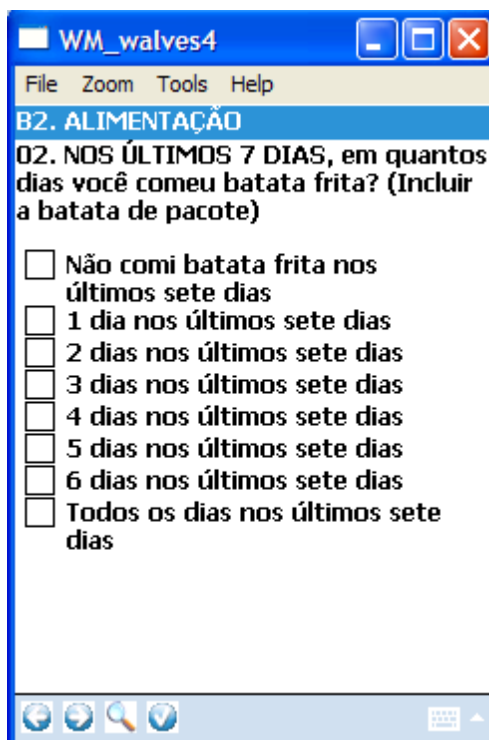 WM_walves4
File Zoom Tools Help
B2. ALIMENTAÇÃO
02. NOS ÚLTIMOS 7 DIAS, em quantos
dias você comeu batata frita? (Incluir
a batata de pacote)
Não comi batata frita nos
últimos sete dias
1 dia nos últimos sete dias
2 dias nos últimos sete dias
3 dias nos últimos sete dias
4 dias nos últimos sete dias
5 dias nos últimos sete dias
6 dias nos últimos sete dias
Todos os dias nos últimos sete
dias